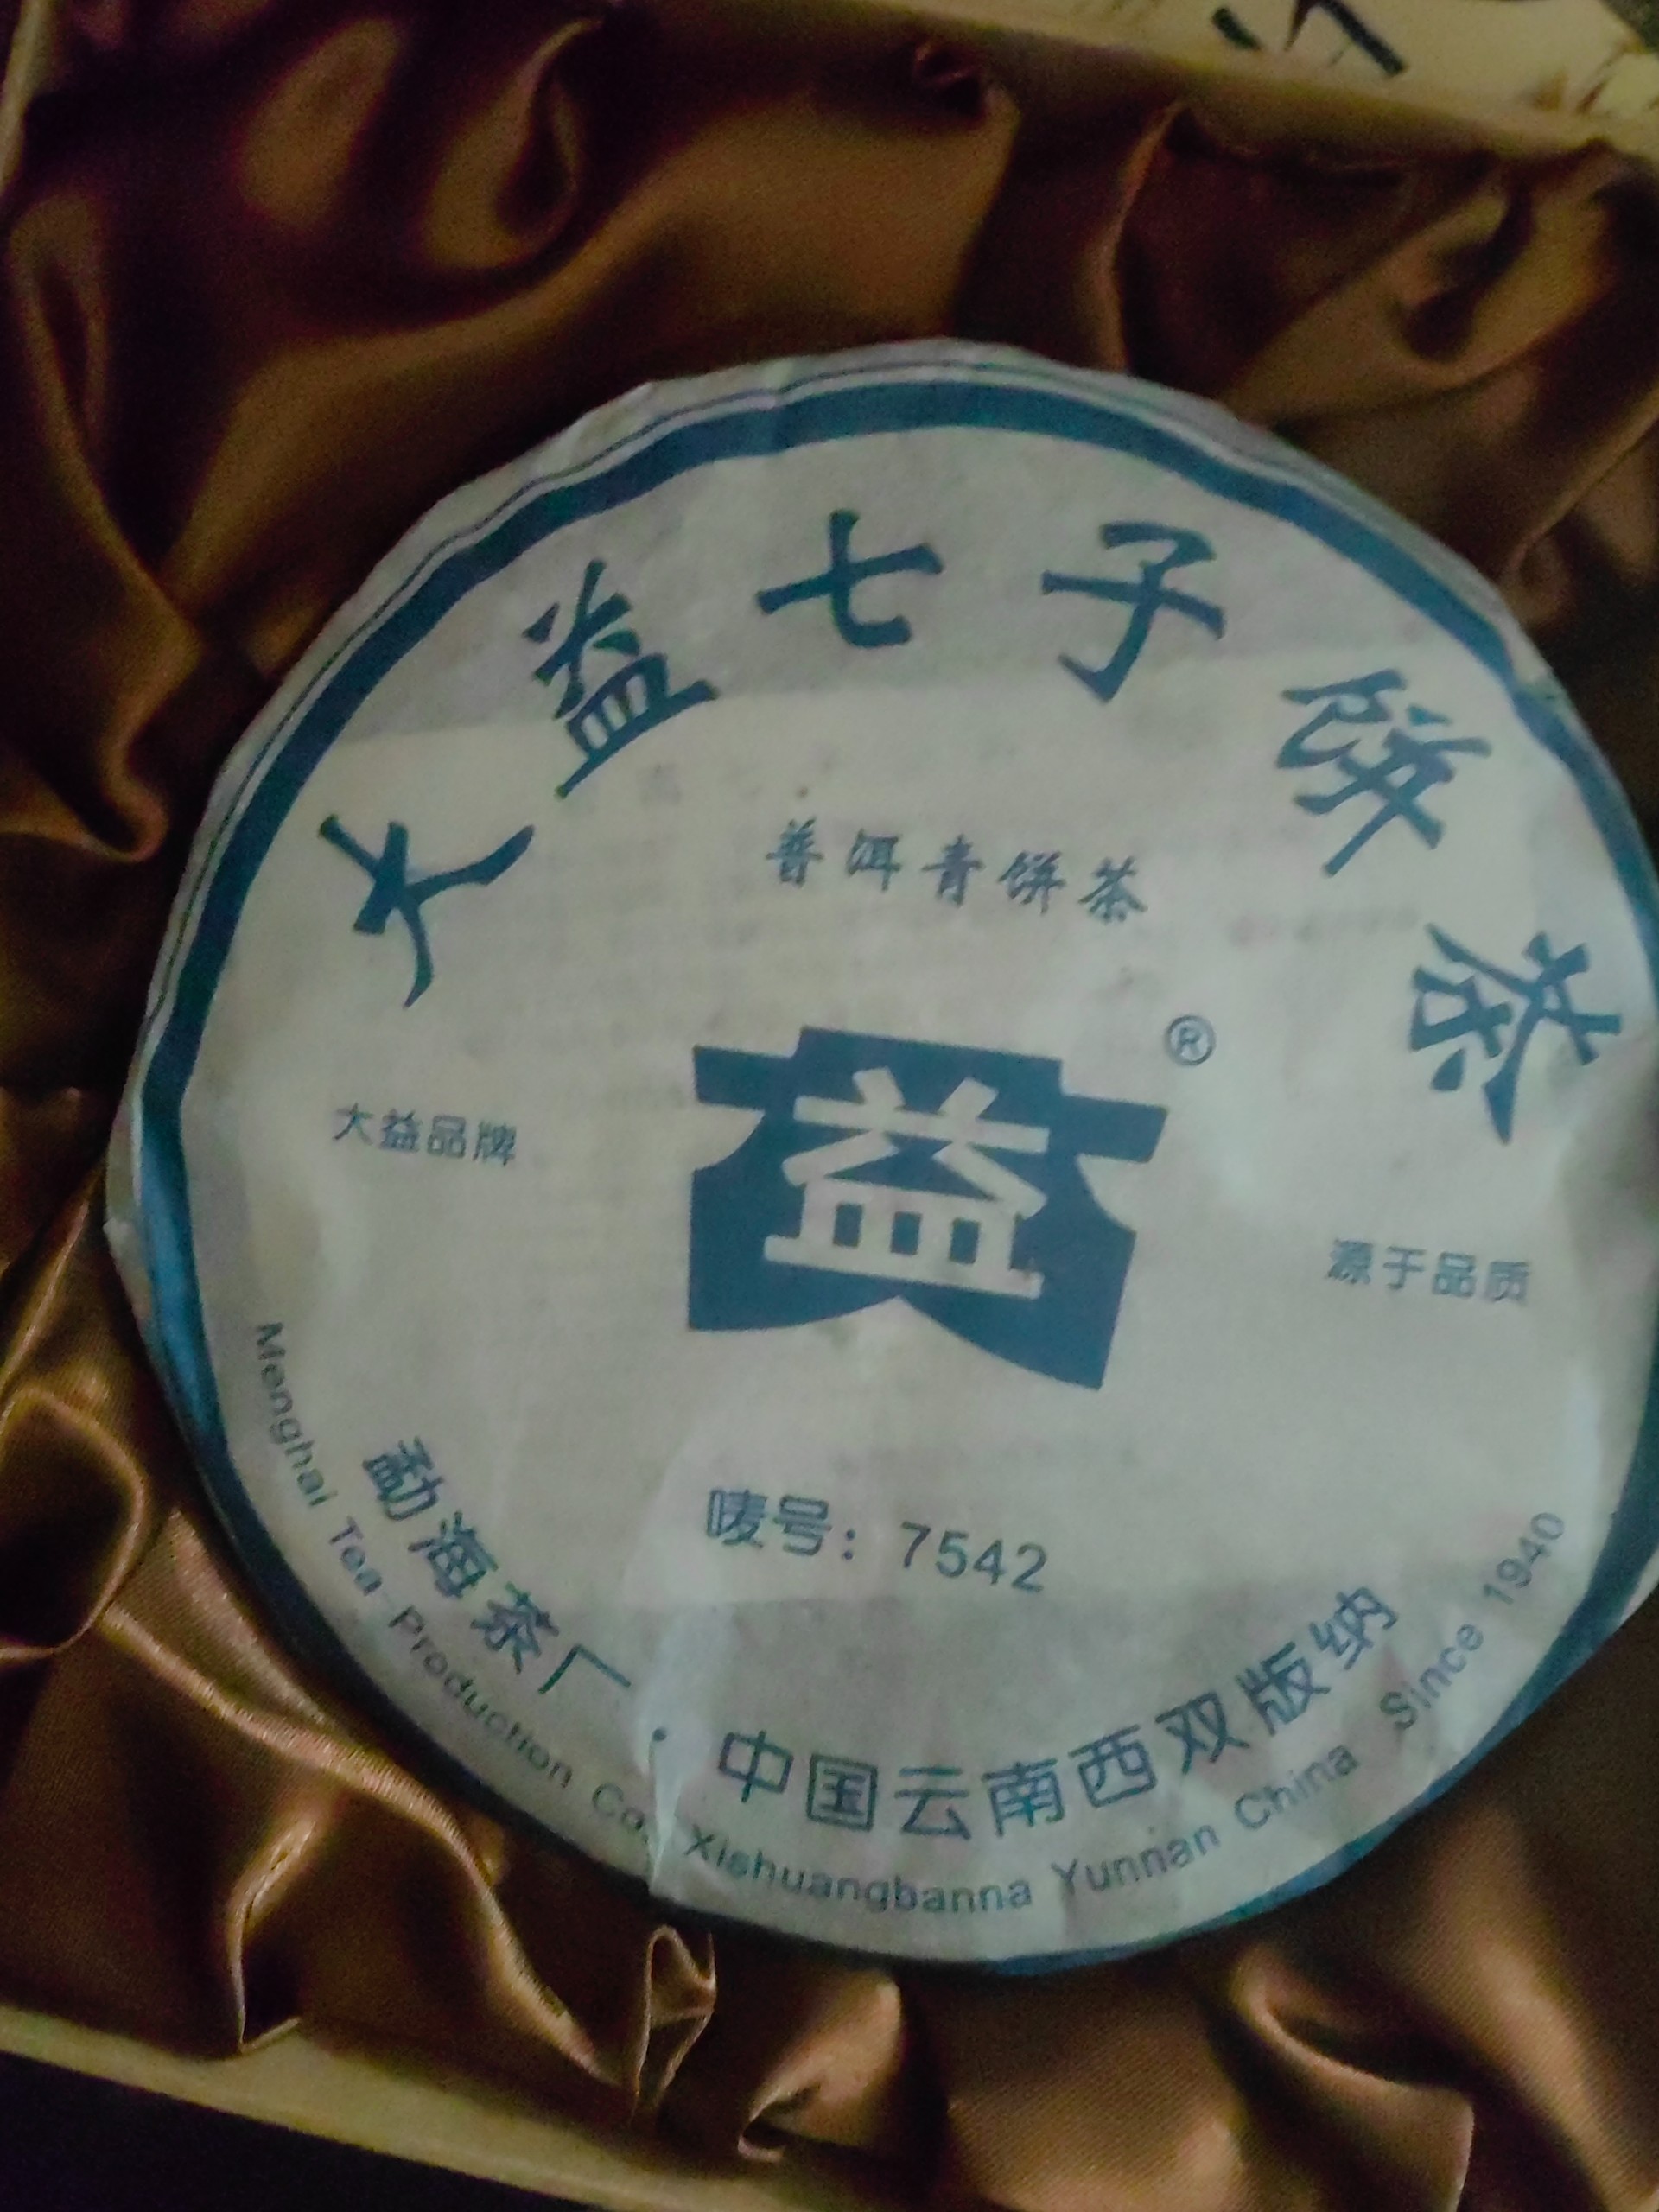 大益七子饼茶
普洱青饼茶
®
益
大益品牌
源于品质
唛号：7542
勐海茶厂·中国云南西双版纳
Menghai Tea-Production Co., Xishuangbanna Yunnan China Since 1940